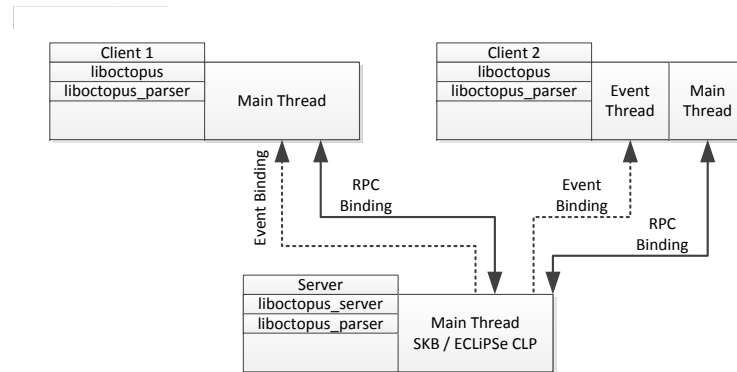 Client 1
liboctopus
liboctopus_parser
Main Thread
Client 2
liboctopus
liboctopus_parser
Event
Thread
Main
Thread
Event Binding
RPC
Binding
Event
Binding
RPC
Binding
Server
liboctopus_server
liboctopus_parser
Main Thread
SKB / ECLiPSe CLP